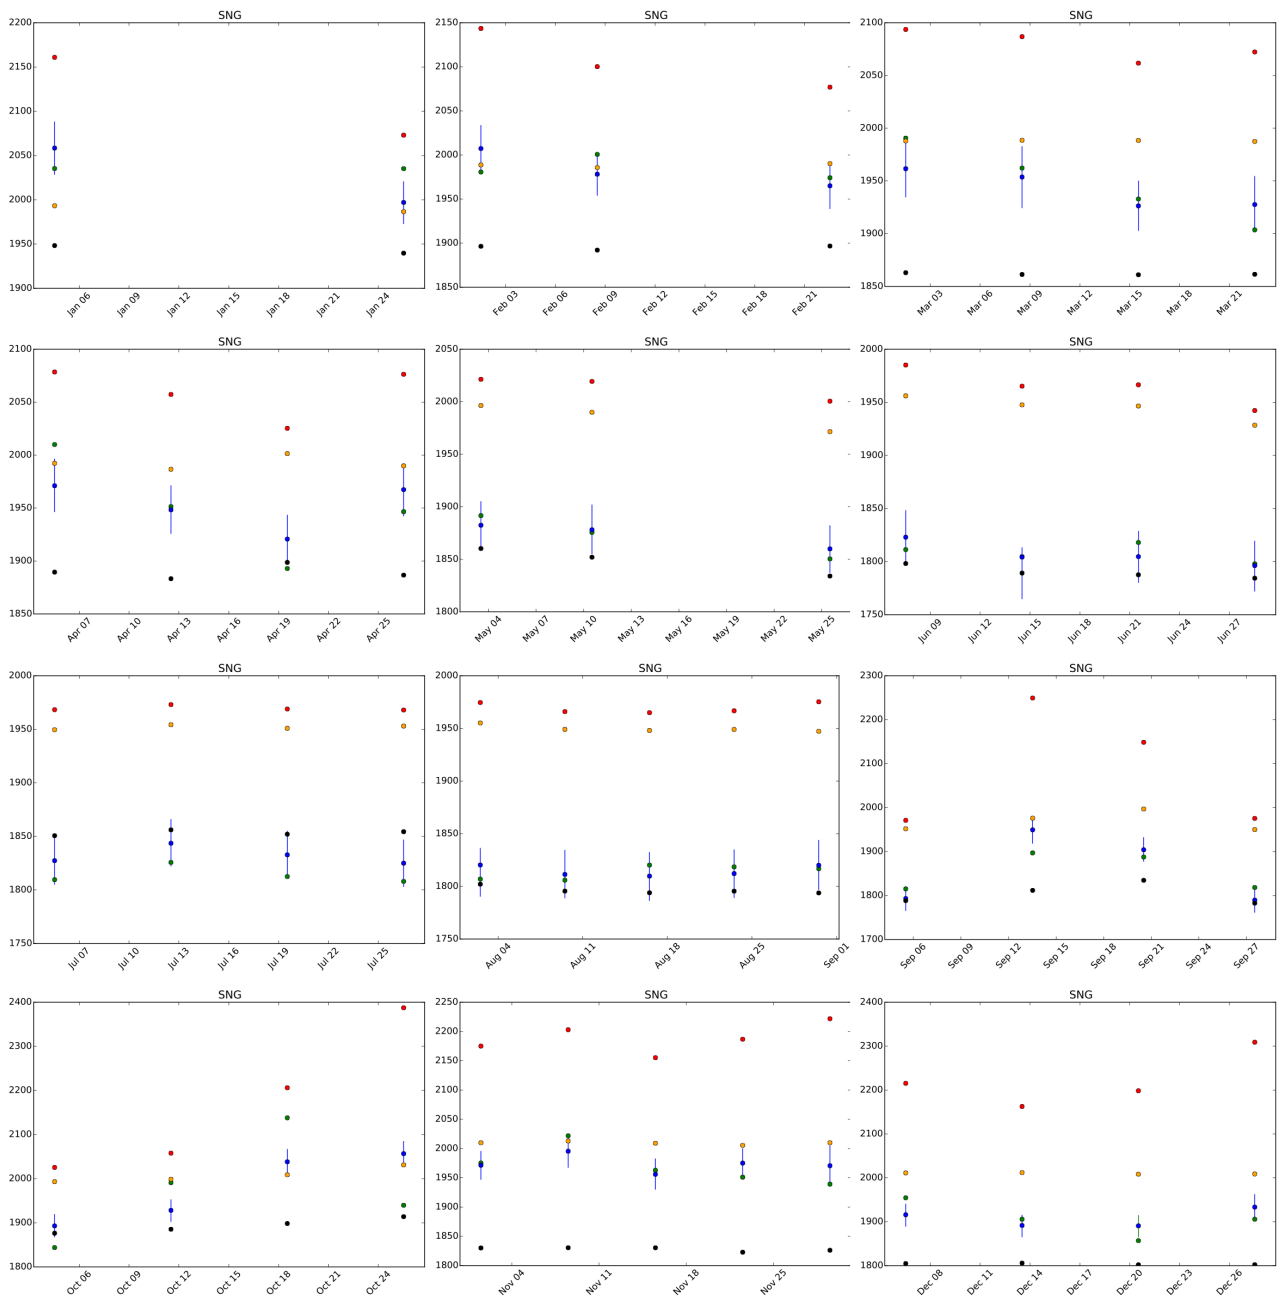 SNG SNG SNG
2200 2150 2100 2050 2000 1950 1900
Jan 06 Jan 09 Jan 12 Jan 15 Jan 18 Jan 21 Jan 24
2150 2100 2050 2000 1950 1900 1850
Feb 03 Feb 06 Feb 09 Feb 12 Feb 15 Feb 18 Feb 21
2100 2050 2000 1950 1900 1850
Mar 03 Mar 06 Mar 09 Mar 12 Mar 15 Mar 18 Mar 21
SNG SNG SNG
2100 2050 2000 1950 1900 1850
Apr 07 Apr 10 Apr 13 Apr 16 Apr 19 Apr 22 Apr 25
2050 2000 1950 1900 1850 1800
May 04 May 07 May 10 May 13 May 16 May 19 May 22 May 25
2000 1950 1900 1850 1800 1750
Jun 09 Jun 12 Jun 15 Jun 18 Jun 21 Jun 24 Jun 27
SNG SNG SNG
2000 1950 1900 1850 1800 1750
Jul 07 Jul 10 Jul 13 Jul 16 Jul 19 Jul 22 Jul 25
2000 1950 1900 1850 1800 1750
Aug 04 Aug 11 Aug 18 Aug 25 Sep 01
2300 2200 2100 2000 1900 1800 1700
Sep 06 Sep 09 Sep 12 Sep 15 Sep 18 Sep 21 Sep 24 Sep 27
SNG SNG SNG
2400 2300 2200 2100 2000 1900 1800
Oct 06 Oct 09 Oct 12 Oct 15 Oct 18 Oct 21 Oct 24
2250 2200 2150 2100 2050 2000 1950 1900 1850 1800
Nov 04 Nov 11 Nov 18 Nov 25
2400 2300 2200 2100 2000 1900 1800
Dec 08 Dec 11 Dec 14 Dec 17 Dec 20 Dec 23 Dec 26